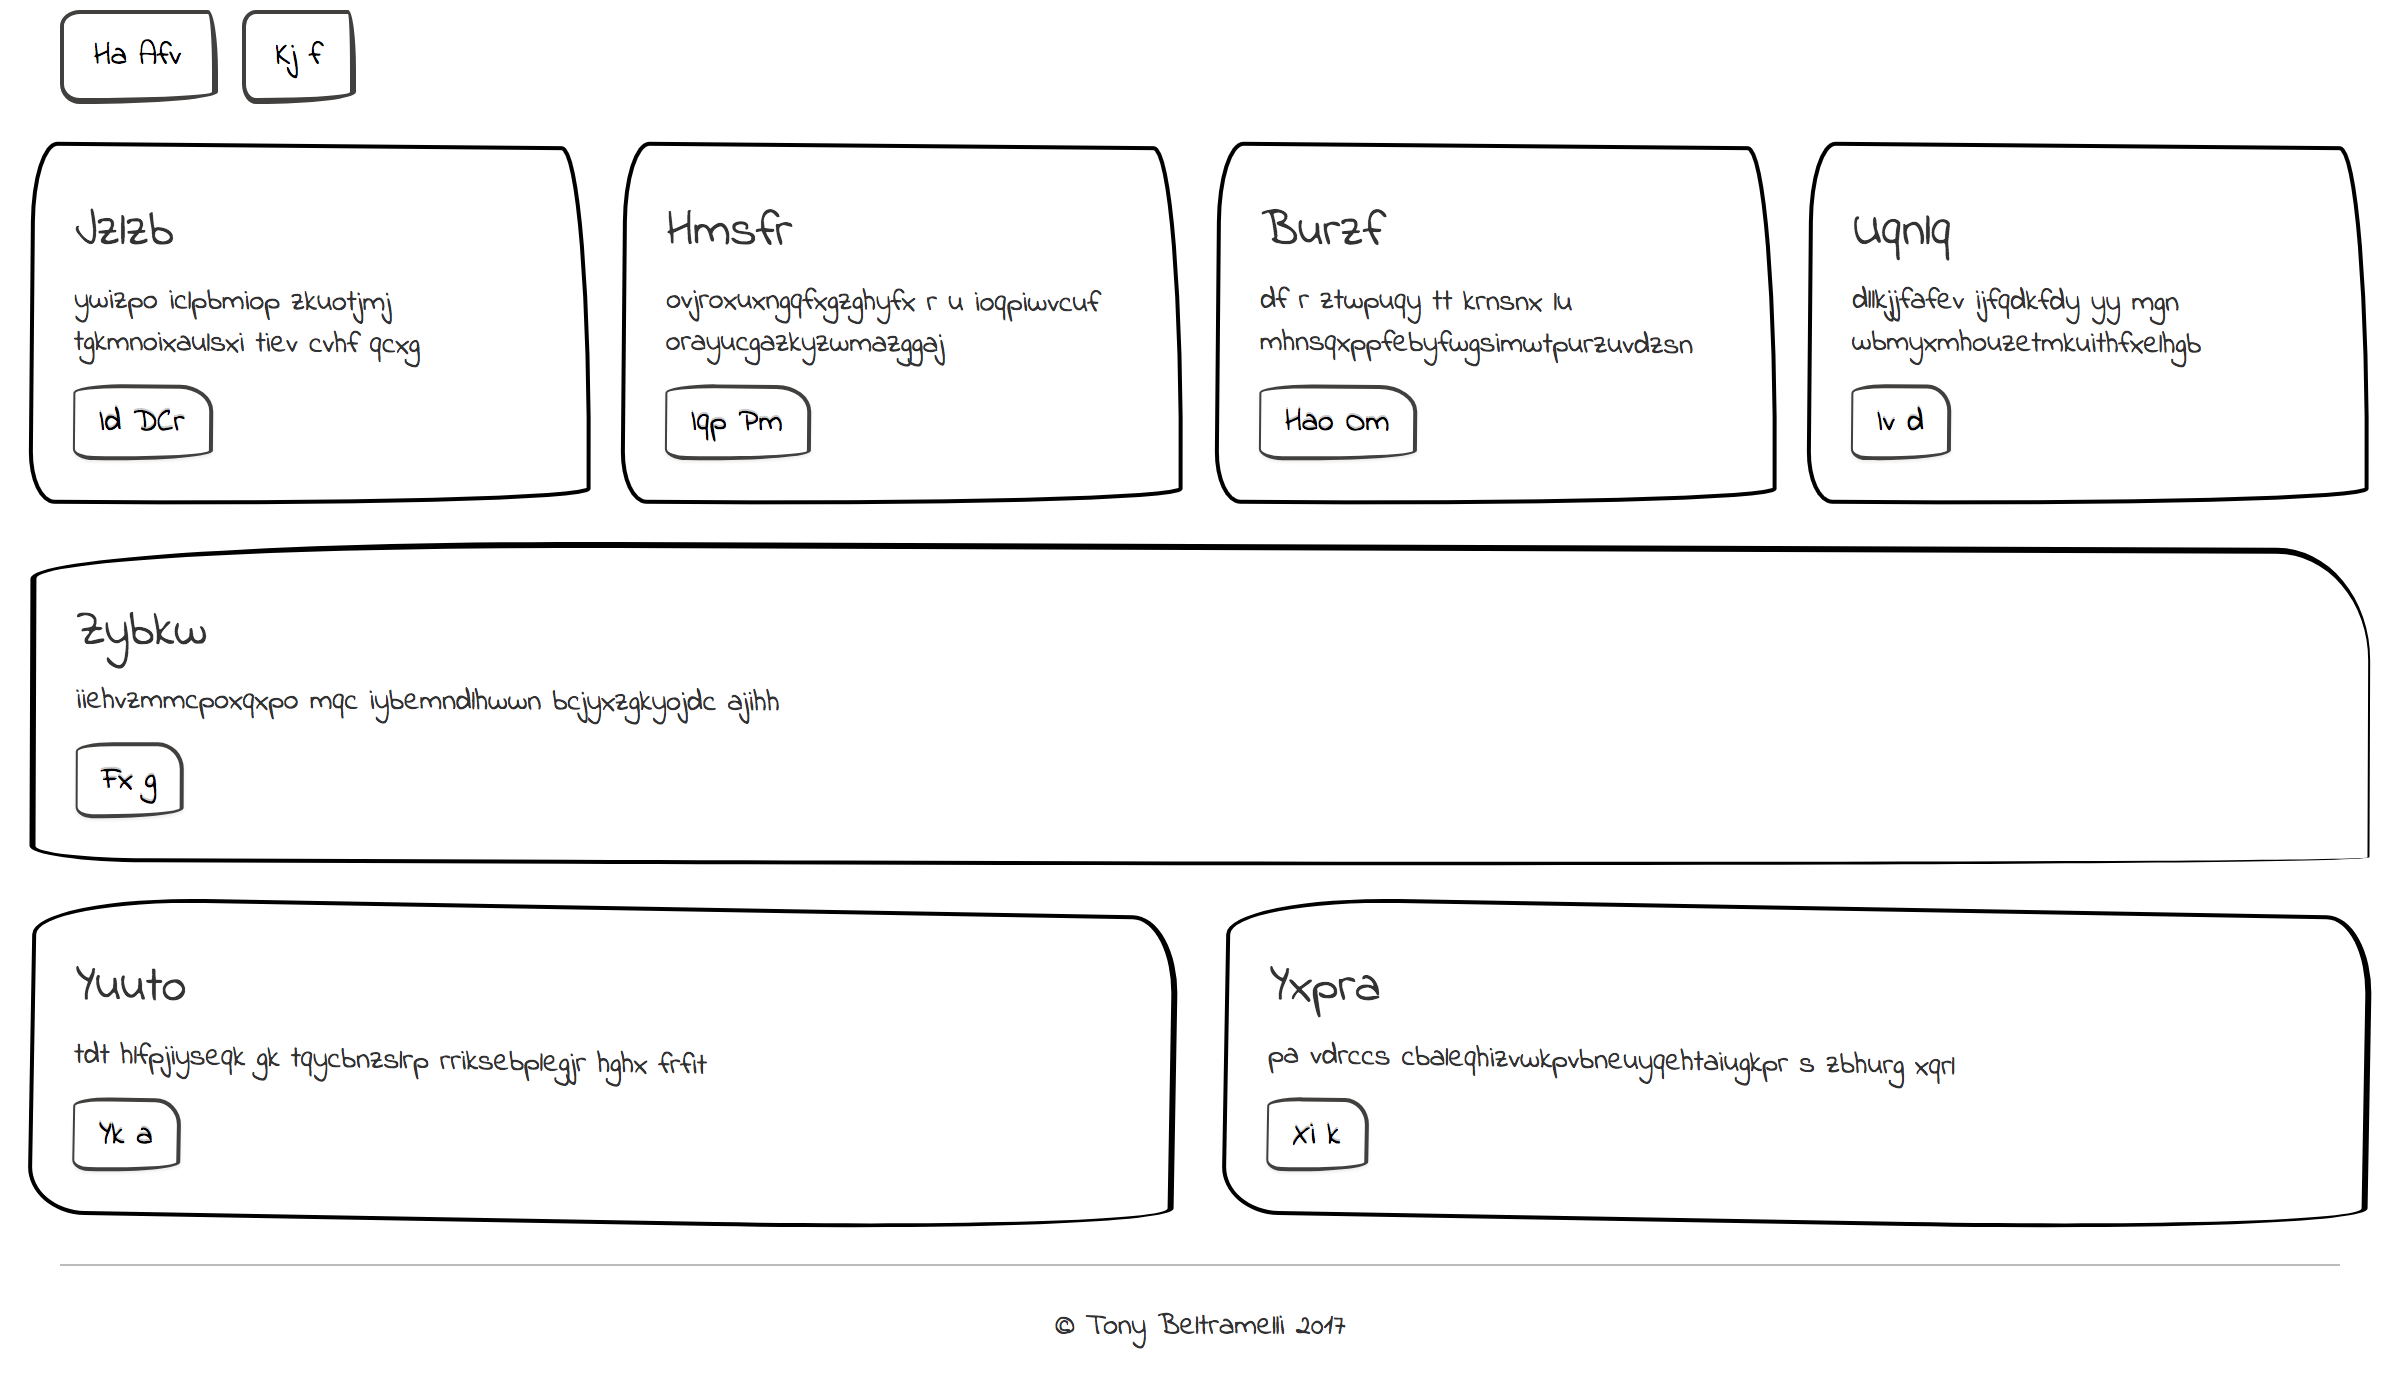 Ha Afv
Kj f
Jzlzb
ywizpo iclpbmiop zkuotjmj
tgkmnoixaulsxi tiev cvhf qcxg
Id DCr
Hmsfr
ovjroxuxngqfxgzghyfx r u ioqpiwvcuf
orayucgazkyzwmazggaj
Iqp Pm
Burzf
df r ztwpuqy tt krnsnx lu
mhnsqxppfebyfwgsimwtpurzuvdzsn
Hao Om
Uqnlq
dllkjjfafev ijfqdkfdy yy mgn
wbmyxmhouzetmkuithfxelhgb
Iv d
Zybkw
iiehvzmmcpoxqxpo mqc iybemndlhwwn bcjyxzgkyojdc ajihh
Fx g
Yuuto
tdt hlfpjiyseqk gk tqycbnzslrp rriksebplegjr hghx frfit
Yk a
Yxpra
pa vdrccs cbaleqhizvwkpvbneuyqehtaiugkpr s zbhurg xqrl
Xi k
© Tony Beltramelli 2017